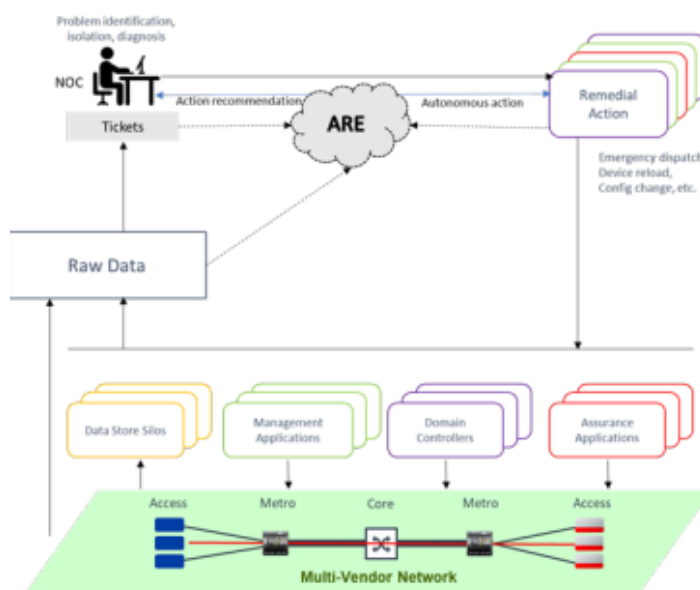 Problem identification,
isolation, diagnosis
NOC
Action recommendation
Autonomous action
Remedial
Action
Tickets
ARE
Emergency dispatch
Device reload,
Config change, etc.
Raw Data
Data Store Silos
Management
Applications
Domain
Controllers
Assurance
Applications
Access
Metro
Core
Metro
Access
Multi-Vendor Network